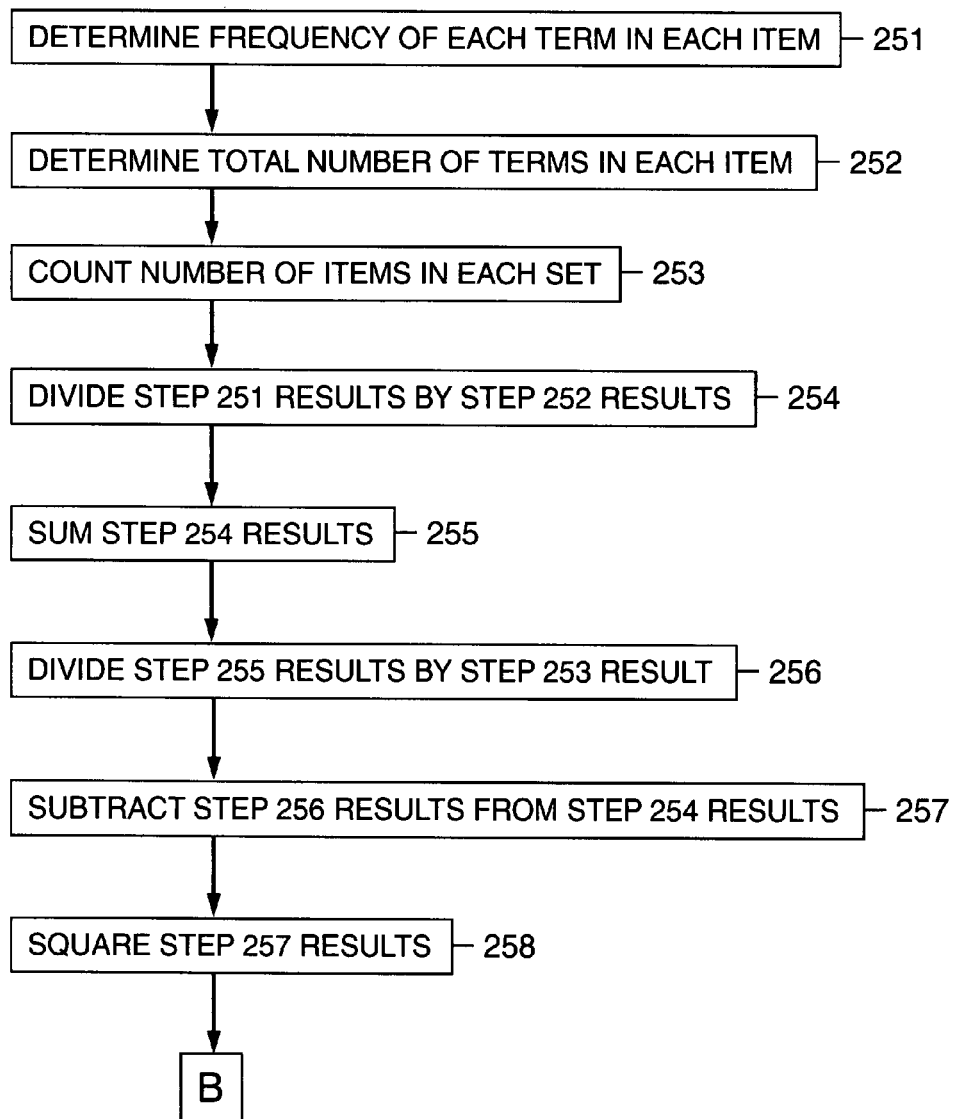 DETERMINE FREQUENCY OF EACH TERM IN EACH ITEM 251
DETERMINE TOTAL NUMBER OF TERMS IN EACH ITEM 252
COUNT NUMBER OF ITEMS IN EACH SET 253
DIVIDE STEP 251 RESULTS BY STEP 252 RESULTS 254
SUM STEP 254 RESULTS 255
DIVIDE STEP 255 RESULTS BY STEP 253 RESULT 256
SUBTRACT STEP 256 RESULTS FROM STEP 254 RESULTS 257
SQUARE STEP 257 RESULTS 258
B